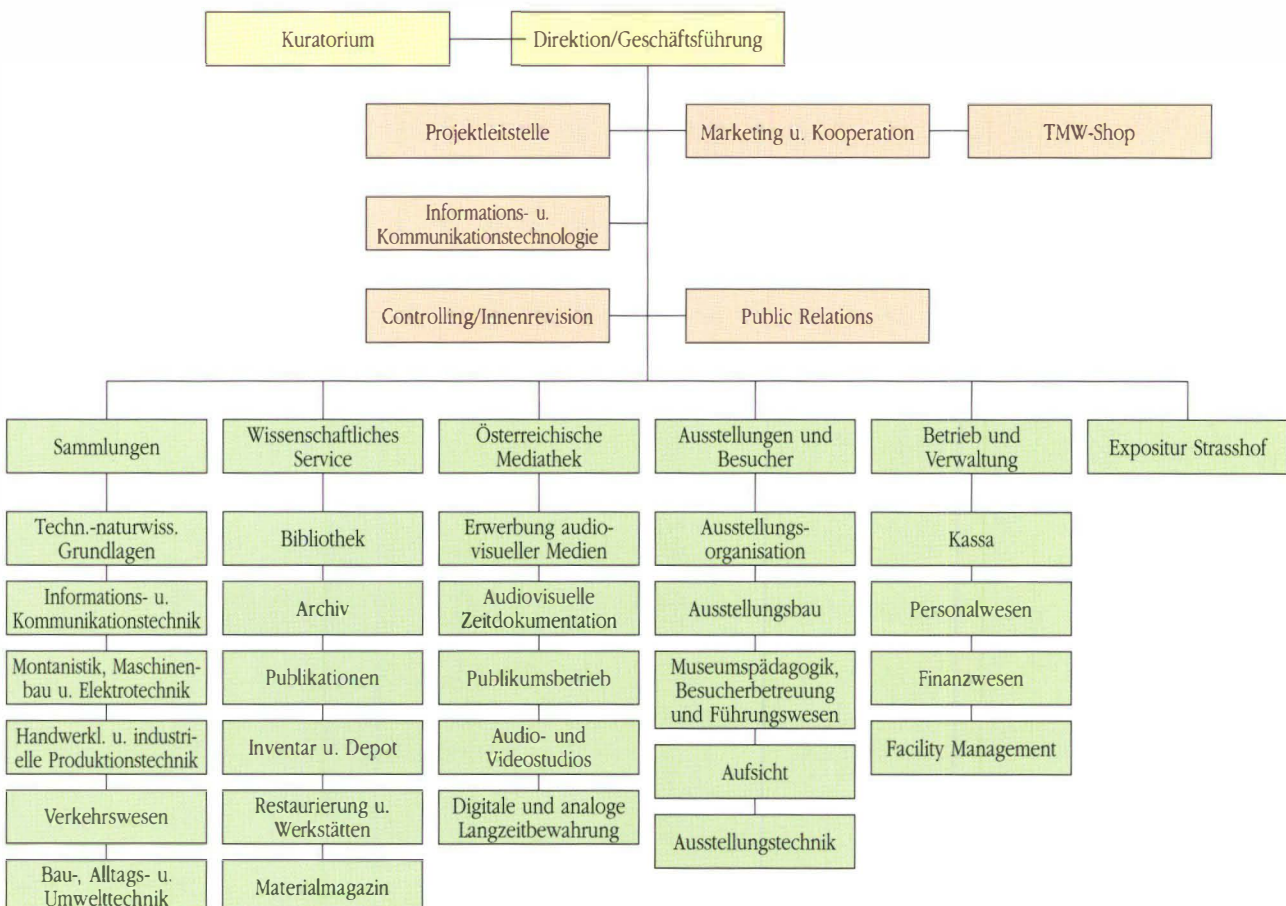 Kuratorium
Direktion/Geschäftsführung
Projektleitstelle
Marketing u. Kooperation
TMW-Shop
Informations- u.
Kommunikationstechnologie
Controlling/Innenrevision
Public Relations
Sammlungen
Wissenschaftliches
Service
Österreichische
Mediathek
Ausstellungen und
Besucher
Betrieb und
Verwaltung
Expositur Strasshof
Techn.-naturwiss.
Grundlagen
Informations- u.
Kommunikationstechnik
Montanistik, Maschinen-
bau u. Elektrotechnik
Handwerkl. u. industri-
elle Produktionstechnik
Verkehrswesen
Bau-, Alltags- u.
Umwelttechnik
Bibliothek
Archiv
Publikationen
Inventar u. Depot
Restaurierung u.
Werkstätten
Materialmagazin
Erwerbung audio-
visueller Medien
Audiovisuelle
Zeitdokumentation
Publikumsbetrieb
Audio- und
Videostudios
Digitale und analoge
Langzeitbewahrung
Ausstellungs-
organisation
Ausstellungsbau
Museumspädagogik,
Besucherbetreuung
und Führungswesen
Aufsicht
Ausstellungstechnik
Kassa
Personalwesen
Finanzwesen
Facility Management